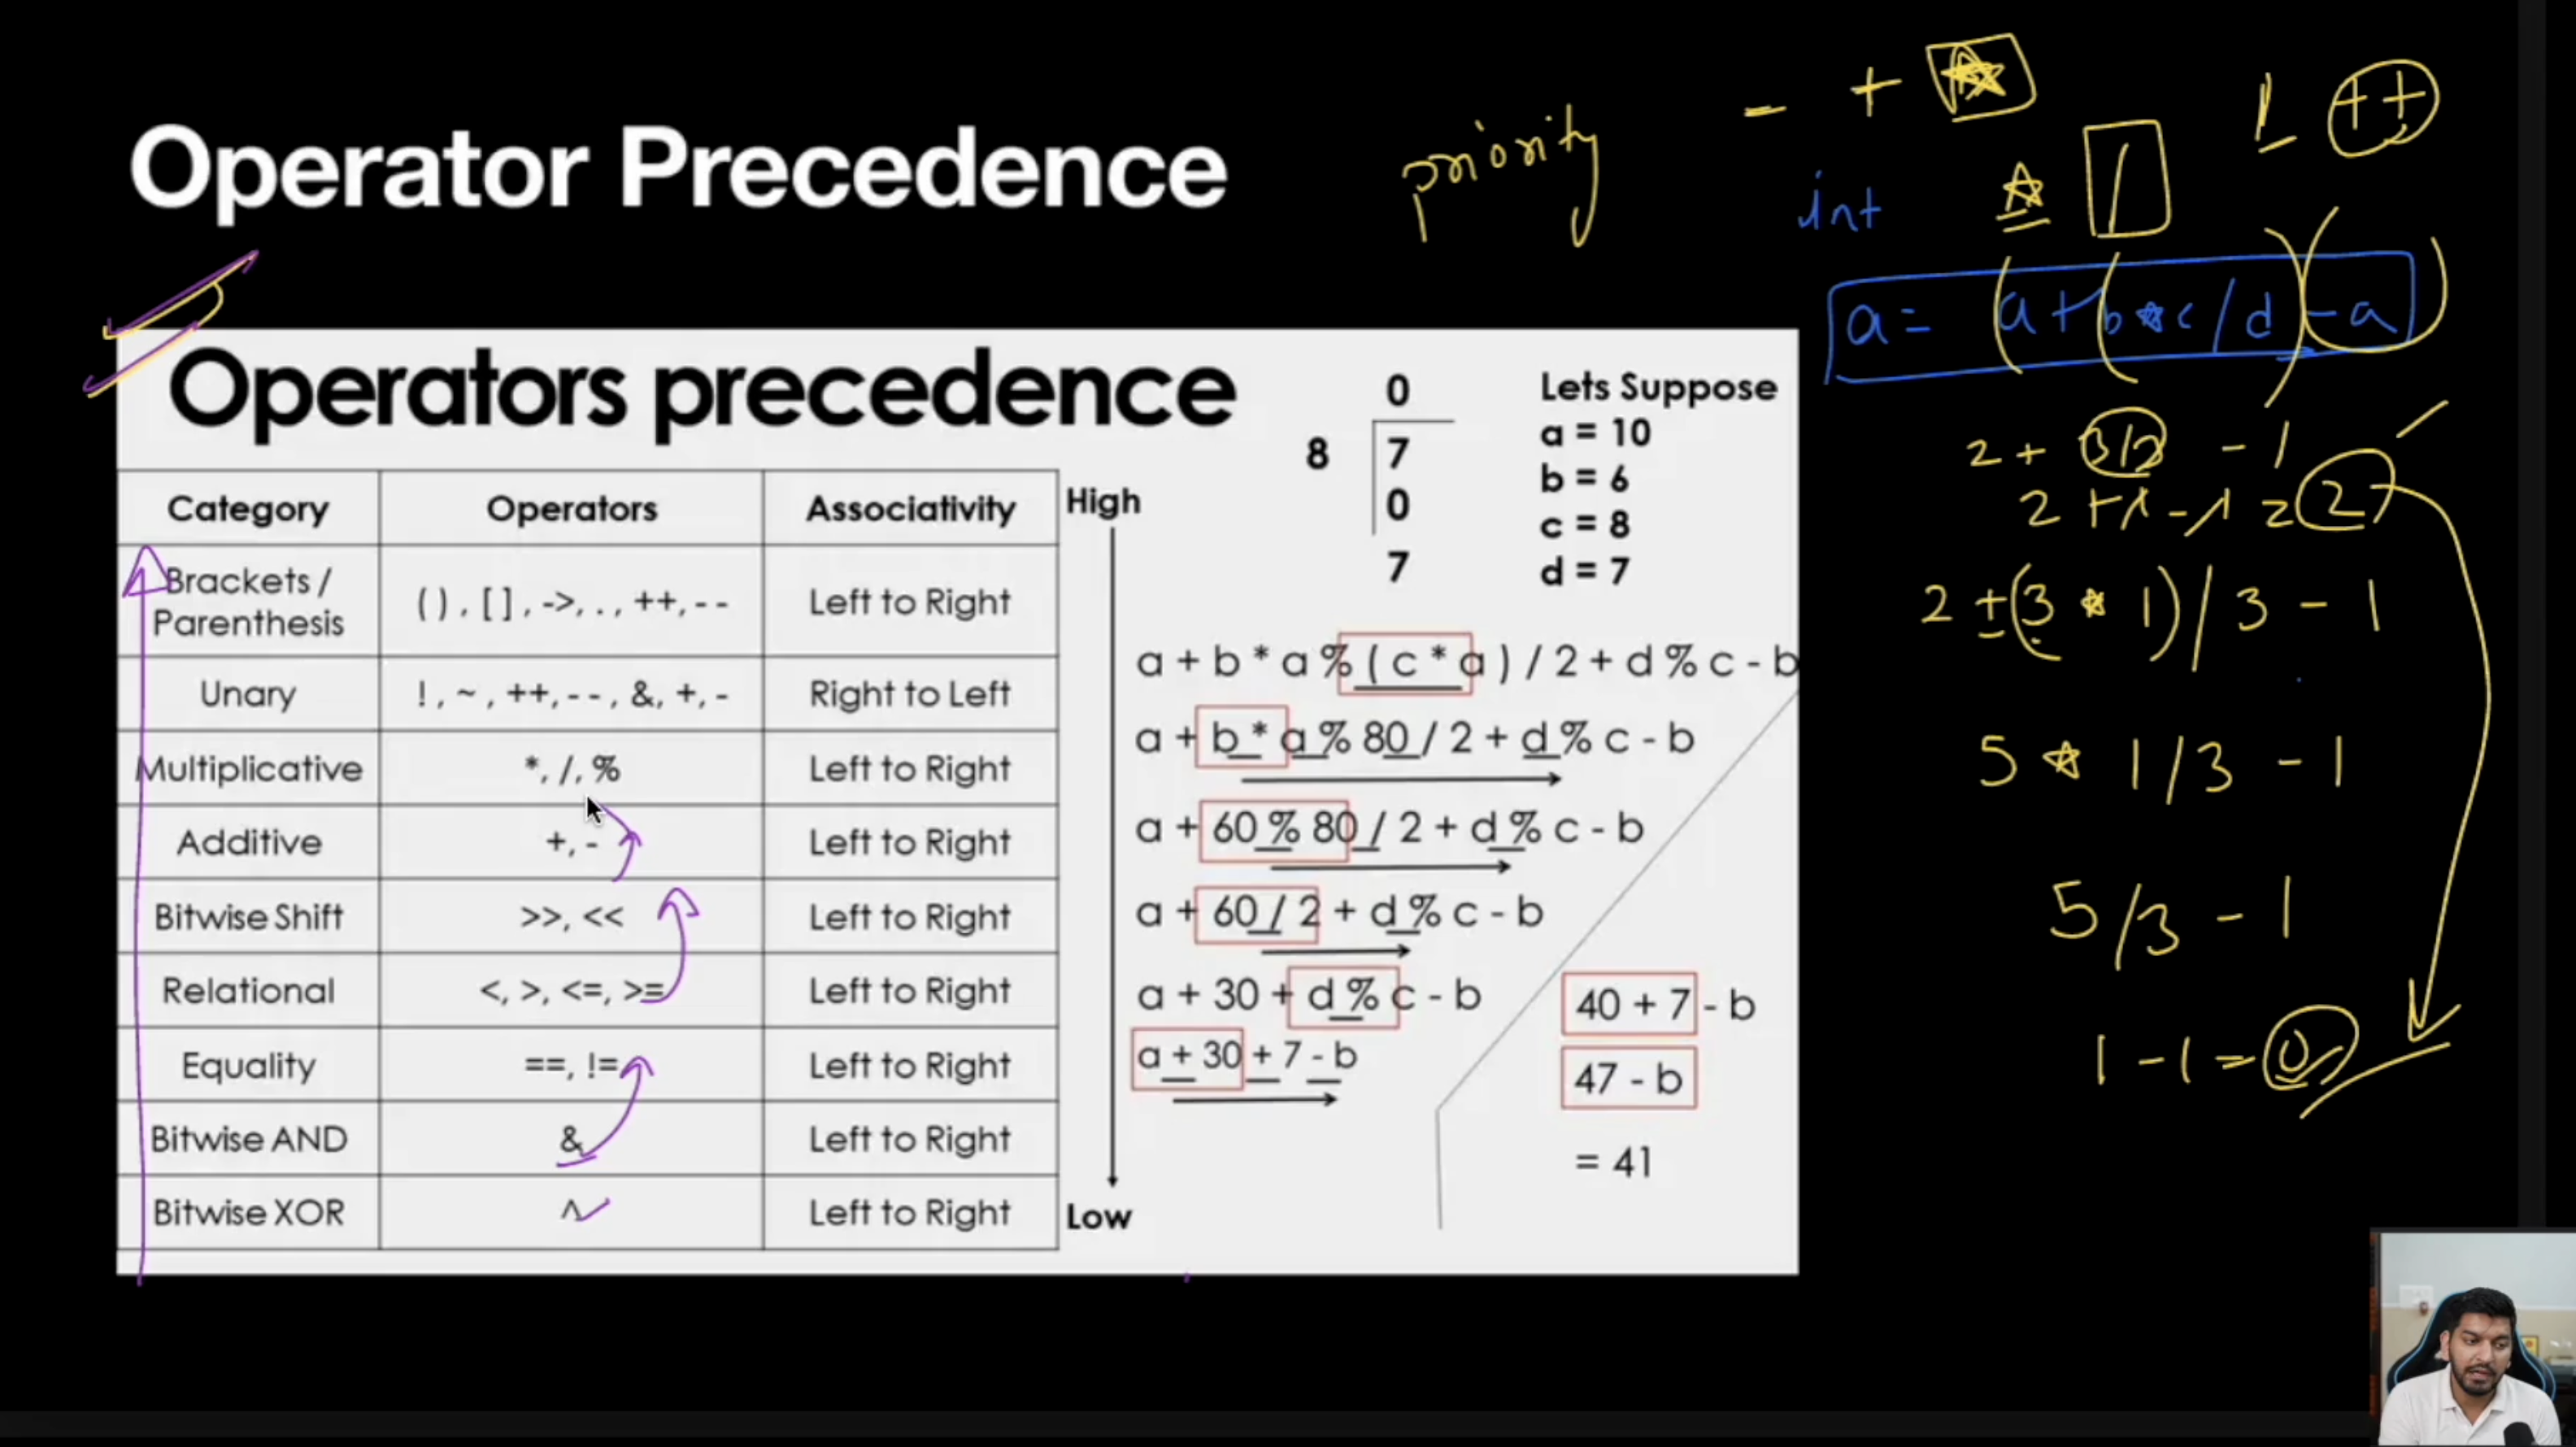 Operator Precedence
priority
- + *
! ++
int * /
a = (a + (b * c / d) (- a))
Operators precedence
0
8 7
0
7
Lets Suppose
a = 10
b = 6
c = 8
d = 7
Category Operators Associativity
High
Brackets / Parenthesis ( ) , [ ] , ->, . , ++, - - Left to Right
Unary ! , ~ , ++, - - , &, +, - Right to Left
Multiplicative *, /, % Left to Right
Additive +, - Left to Right
Bitwise Shift >>, << Left to Right
Relational <, >, <=, >= Left to Right
Equality ==, != Left to Right
Bitwise AND & Left to Right
Bitwise XOR ^ Left to Right
Low
a + b * a % ( c * a ) / 2 + d % c - b
a + b * a % 80 / 2 + d % c - b
a + 60 % 80 / 2 + d % c - b
a + 60 / 2 + d % c - b
a + 30 + d % c - b
a + 30 + 7 - b
40 + 7 - b
47 - b
= 41
2 + 3/2 - 1
2 + 1 - 1 = 2
2 + (3 * 1) / 3 - 1
5 * 1 / 3 - 1
5 / 3 - 1
1 - 1 = 0